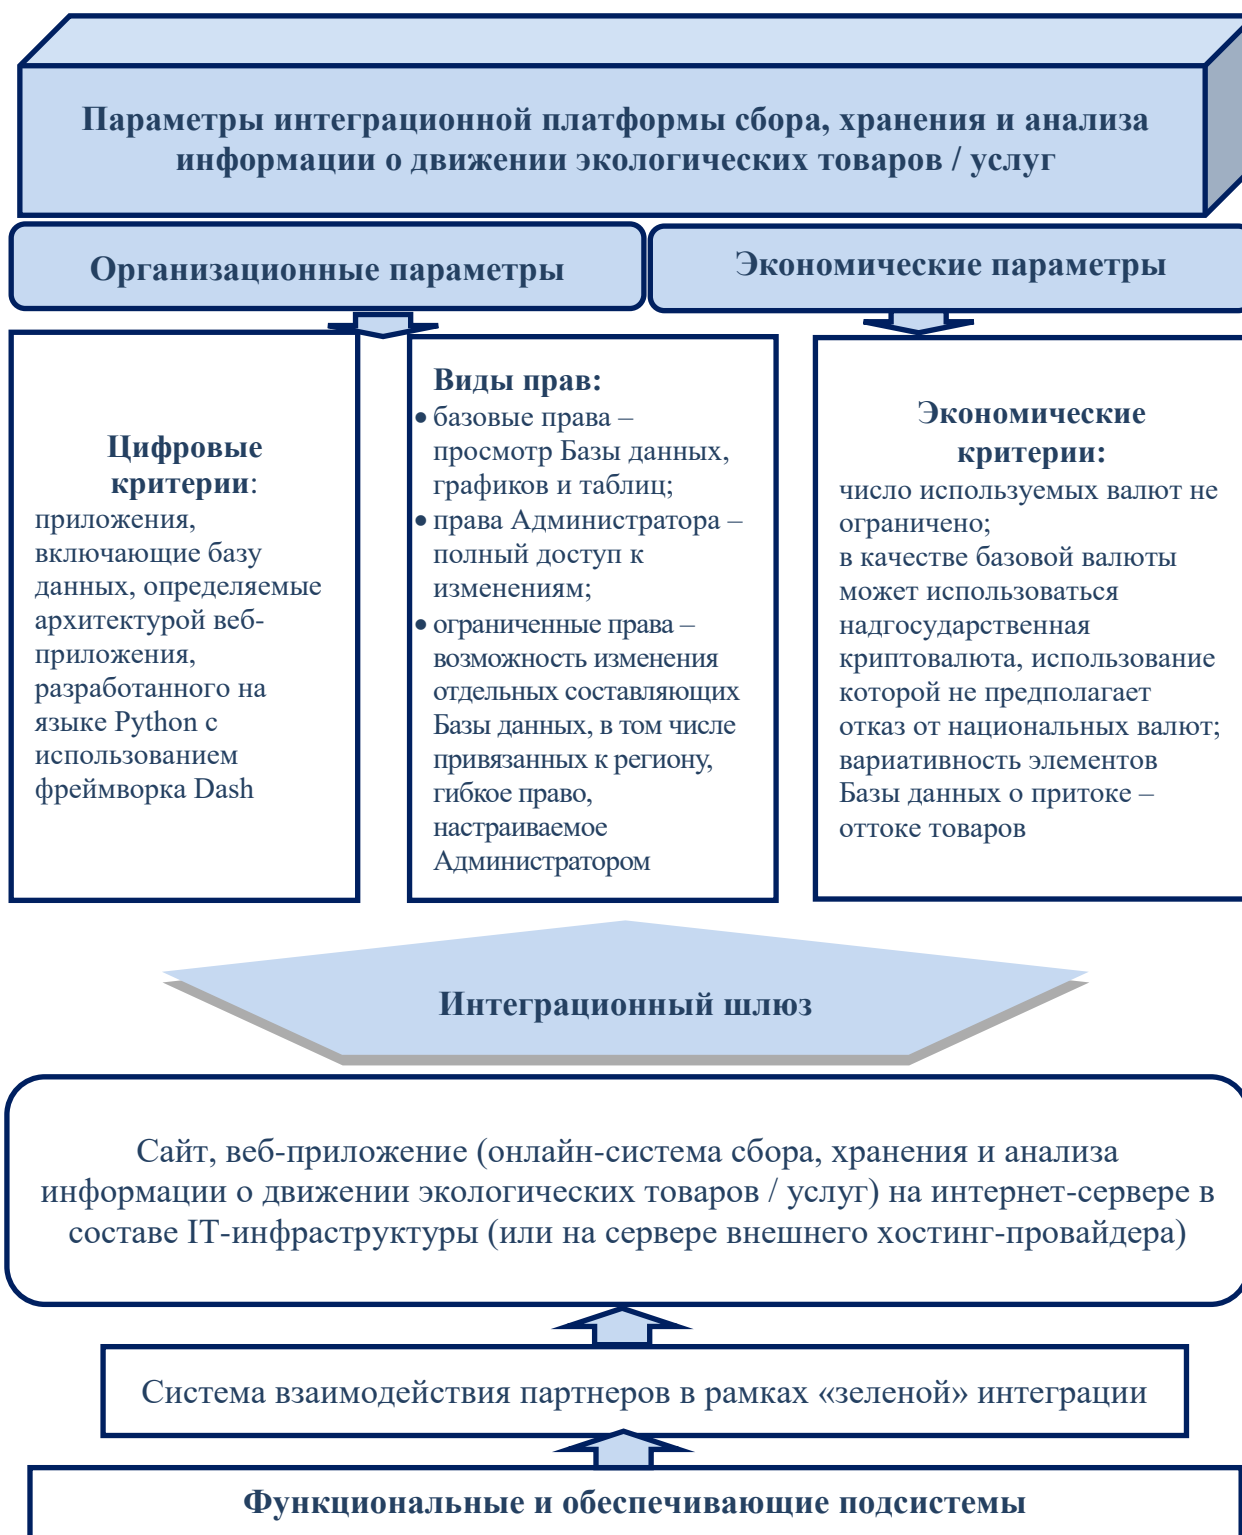 Параметры интеграционной платформы сбора, хранения и анализа
информации о движении экологических товаров / услуг
Организационные параметры
Экономические параметры
Цифровые
критерии:
приложения,
включающие базу
данных, определяемые
архитектурой веб-
приложения,
разработанного на
языке Python с
использованием
фреймворка Dash
Виды прав:
• базовые права –
просмотр Базы данных,
графиков и таблиц;
• права Администратора –
полный доступ к
изменениям;
• ограниченные права –
возможность изменения
отдельных составляющих
Базы данных, в том числе
привязанных к региону,
гибкое право,
настраиваемое
Администратором
Экономические
критерии:
число используемых валют не
ограничено;
в качестве базовой валюты
может использоваться
надгосударственная
криптовалюта, использование
которой не предполагает
отказ от национальных валют;
вариативность элементов
Базы данных о притоке –
оттоке товаров
Интеграционный шлюз
Сайт, веб-приложение (онлайн-система сбора, хранения и анализа
информации о движении экологических товаров / услуг) на интернет-сервере в
составе IT-инфраструктуры (или на сервере внешнего хостинг-провайдера)
Система взаимодействия партнеров в рамках «зеленой» интеграции
Функциональные и обеспечивающие подсистемы